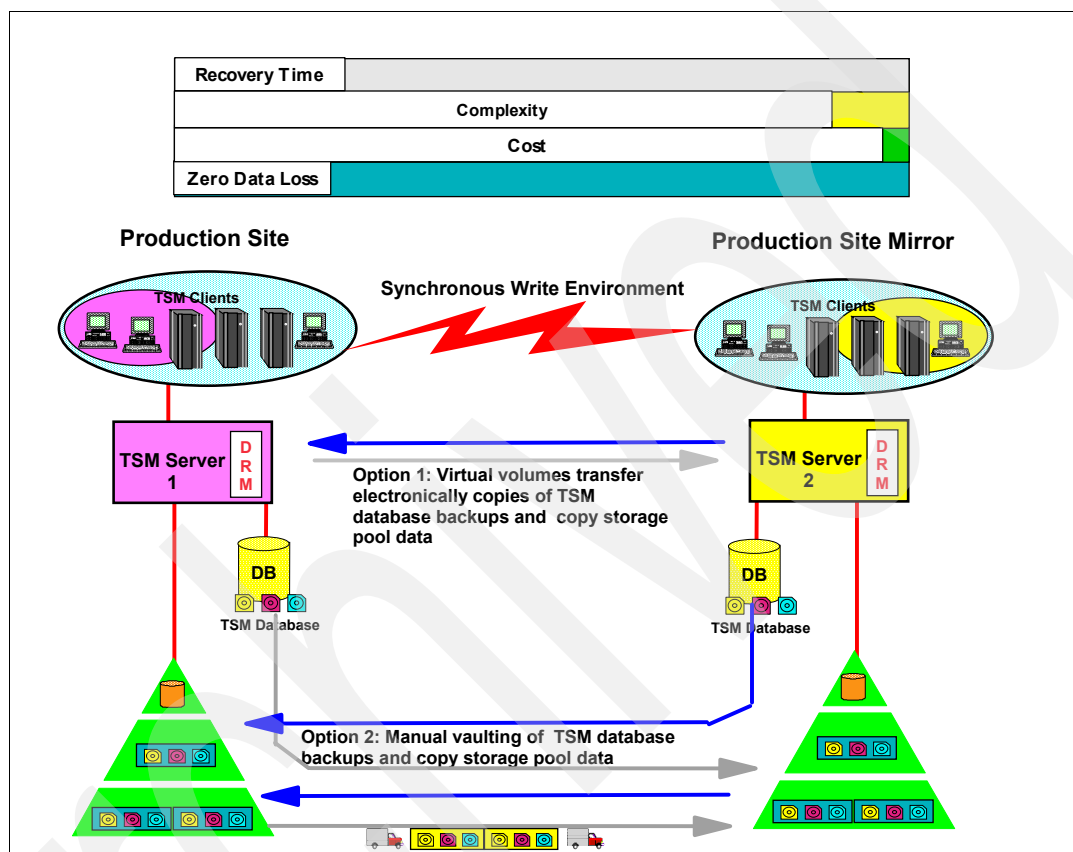 Recovery Time
Complexity
Cost
Zero Data Loss
Production Site
Production Site Mirror
TSM Clients
Synchronous Write Environment
TSM Clients
TSM Server
1
D
R
M
Option 1: Virtual volumes transfer
electronically copies of TSM
database backups and copy storage
pool data
TSM Server
2
D
R
M
DB
TSM Database
DB
TSM Database
Option 2: Manual vaulting of TSM database
backups and copy storage pool data